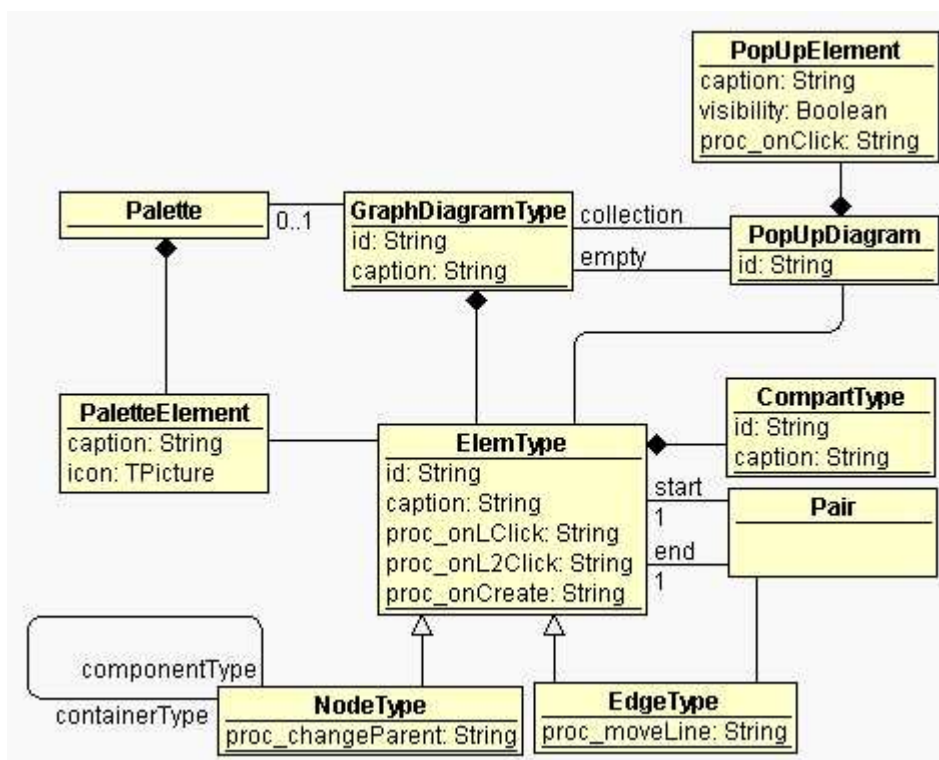 PopUpElement
caption: String
visibility: Boolean
proc_onClick: String
Palette
0..1
GraphDiagramType
id: String
caption: String
collection
empty
PopUpDiagram
id: String
PaletteElement
caption: String
icon: TPicture
ElemType
id: String
caption: String
proc_onLClick: String
proc_onL2Click: String
proc_onCreate: String
CompartType
id: String
caption: String
start
1
end
1
Pair
componentType
containerType
NodeType
proc_changeParent: String
EdgeType
proc_moveLine: String